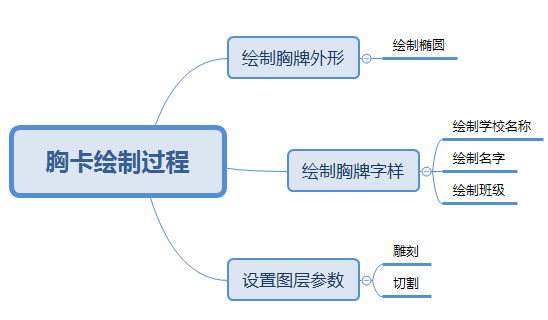 胸卡绘制过程
绘制胸牌外形
绘制椭圆
绘制胸牌字样
绘制学校名称
绘制名字
绘制班级
设置图层参数
雕刻
切割